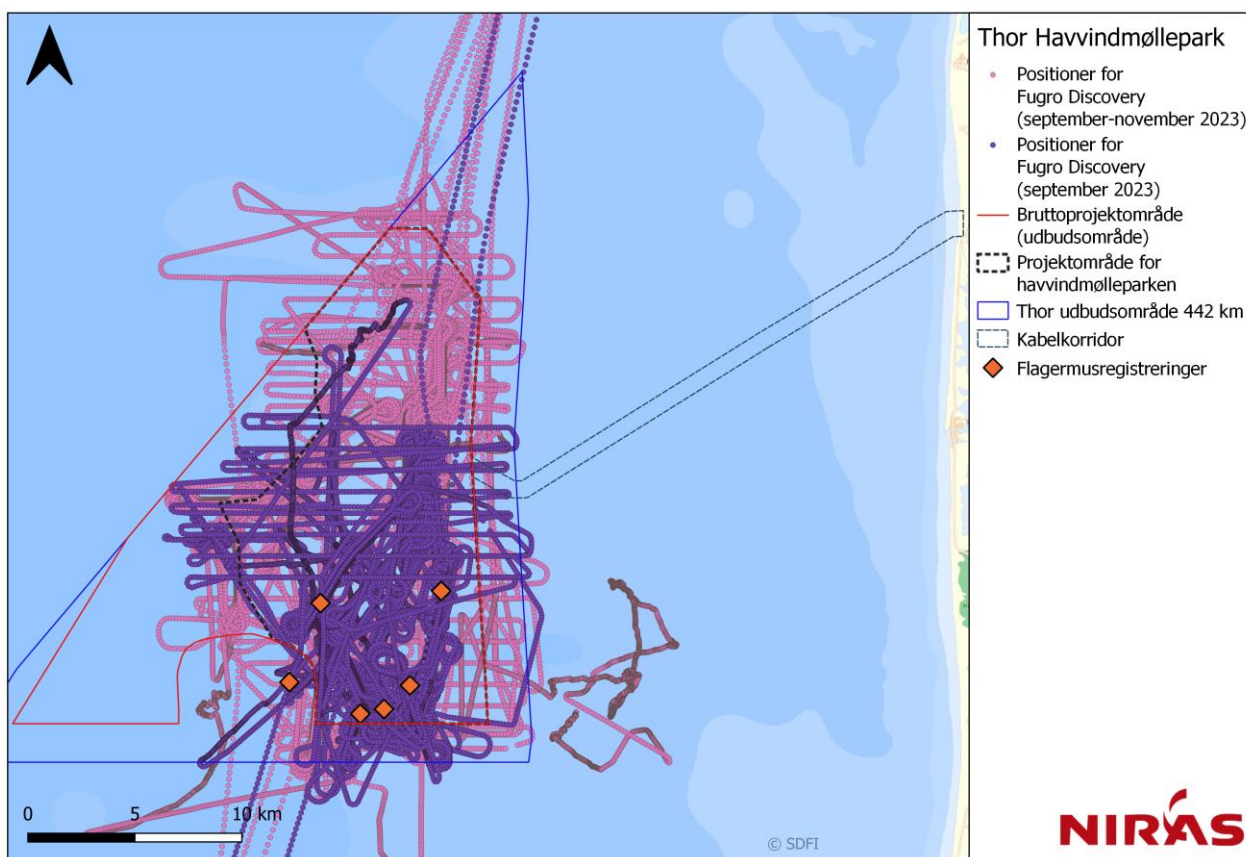 Thor Havvindmøllepark
Positioner for
Fugro Discovery
(september-november 2023)
Positioner for
Fugro Discovery
(september 2023)
Bruttoprojektområde
(udbudsområde)
Projektområde for
havvindmølleparken
Thor udbudsområde 442 km
Kabelkorridor
Flagermusregistreringer
0 5 10 km
© SDFI
NIRAS